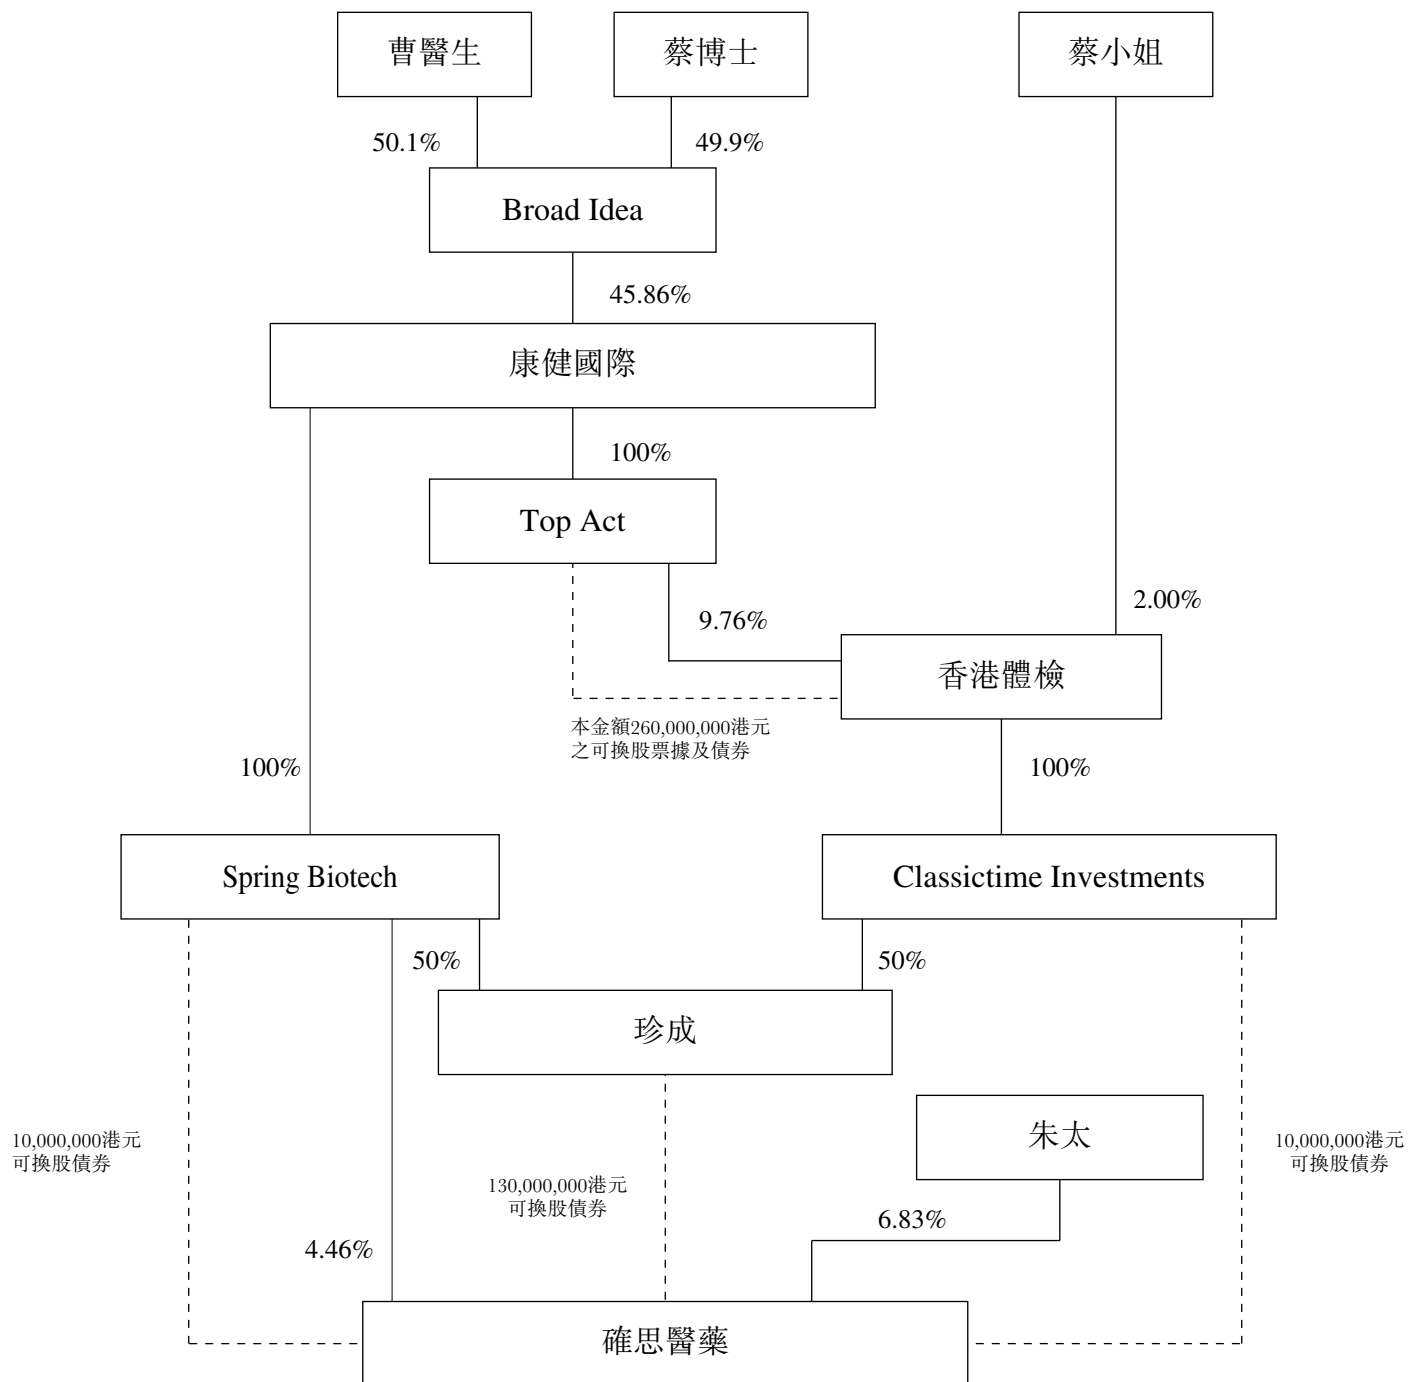 曹醫生
蔡博士
蔡小姐
50.1%
49.9%
Broad Idea
45.86%
康健國際
100%
Top Act
9.76%
2.00%
香港體檢
本金額260,000,000港元
之可換股票據及債券
100%
100%
Spring Biotech
Classictime Investments
50%
50%
珍成
朱太
10,000,000港元
可換股債券
10,000,000港元
可換股債券
130,000,000港元
可換股債券
6.83%
4.46%
確思醫藥